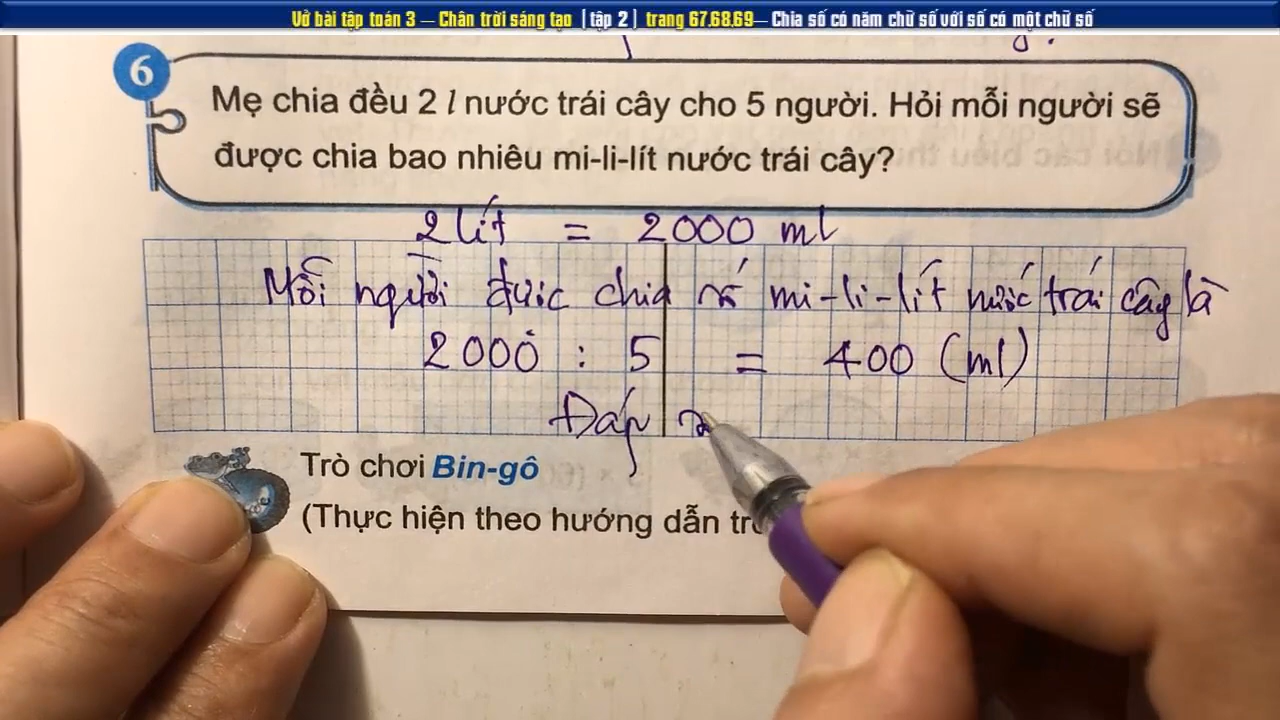 Vở bài tập toán 3 – Chân trời sáng tạo [tập 2] trang 67,68,69– Chia số có năm chữ số với số có một chữ số
6
Mẹ chia đều 2 l nước trái cây cho 5 người. Hỏi mỗi người sẽ
được chia bao nhiêu mi-li-lít nước trái cây?
2 lít = 2000 ml
Mỗi người được chia số mi-li-lít nước trái cây là
2000 : 5 = 400 (ml)
Đáp
Trò chơi Bin-gô
(Thực hiện theo hướng dẫn